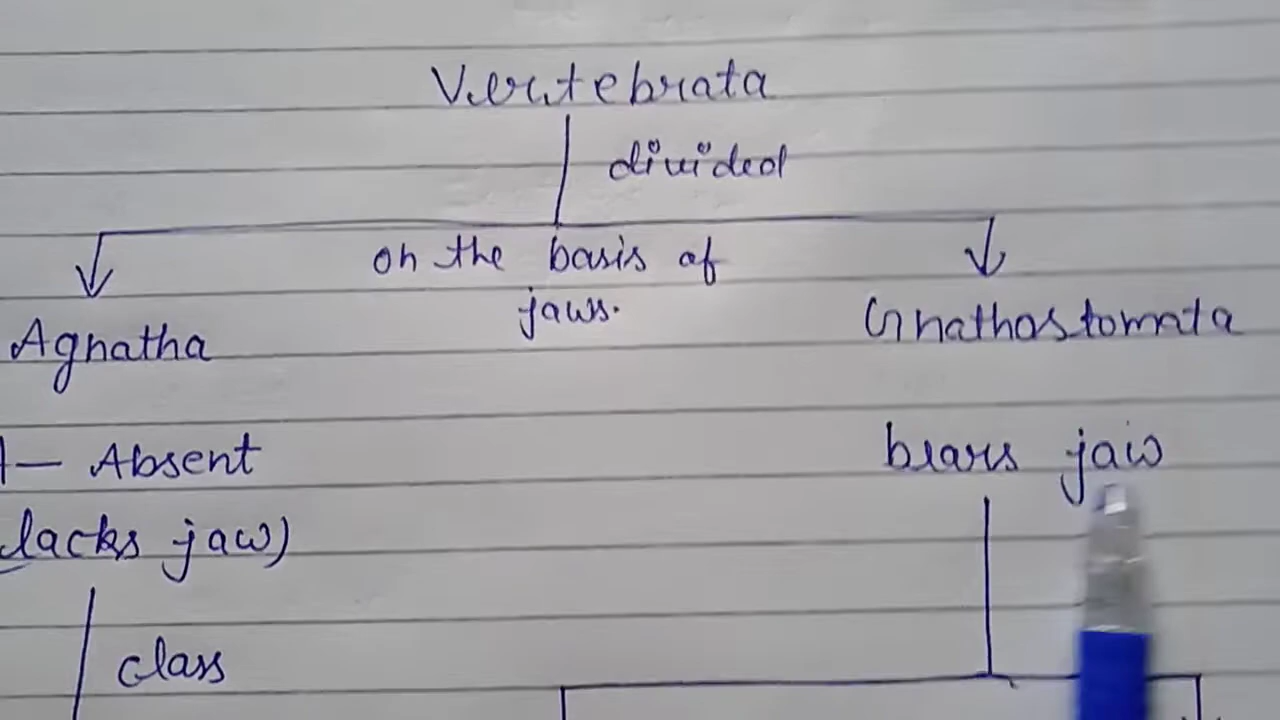 Vertebrata
divided
on the basis of
jaws.
Agnatha
Gnathostomata
A — Absent
bears jaw
(lacks jaw)
class